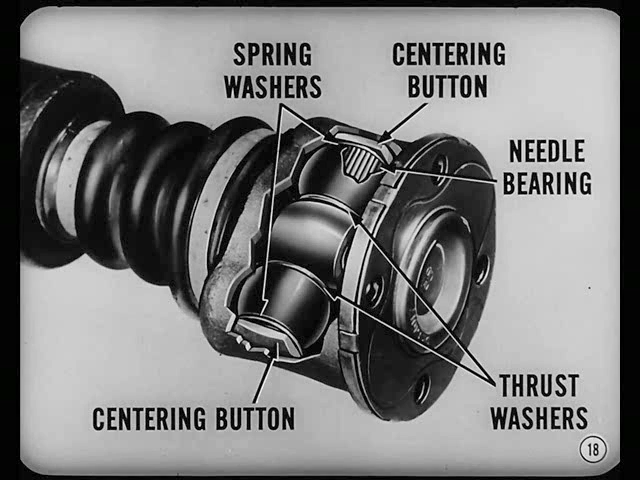 SPRING
WASHERS
CENTERING
BUTTON
NEEDLE
BEARING
THRUST
WASHERS
CENTERING BUTTON
18